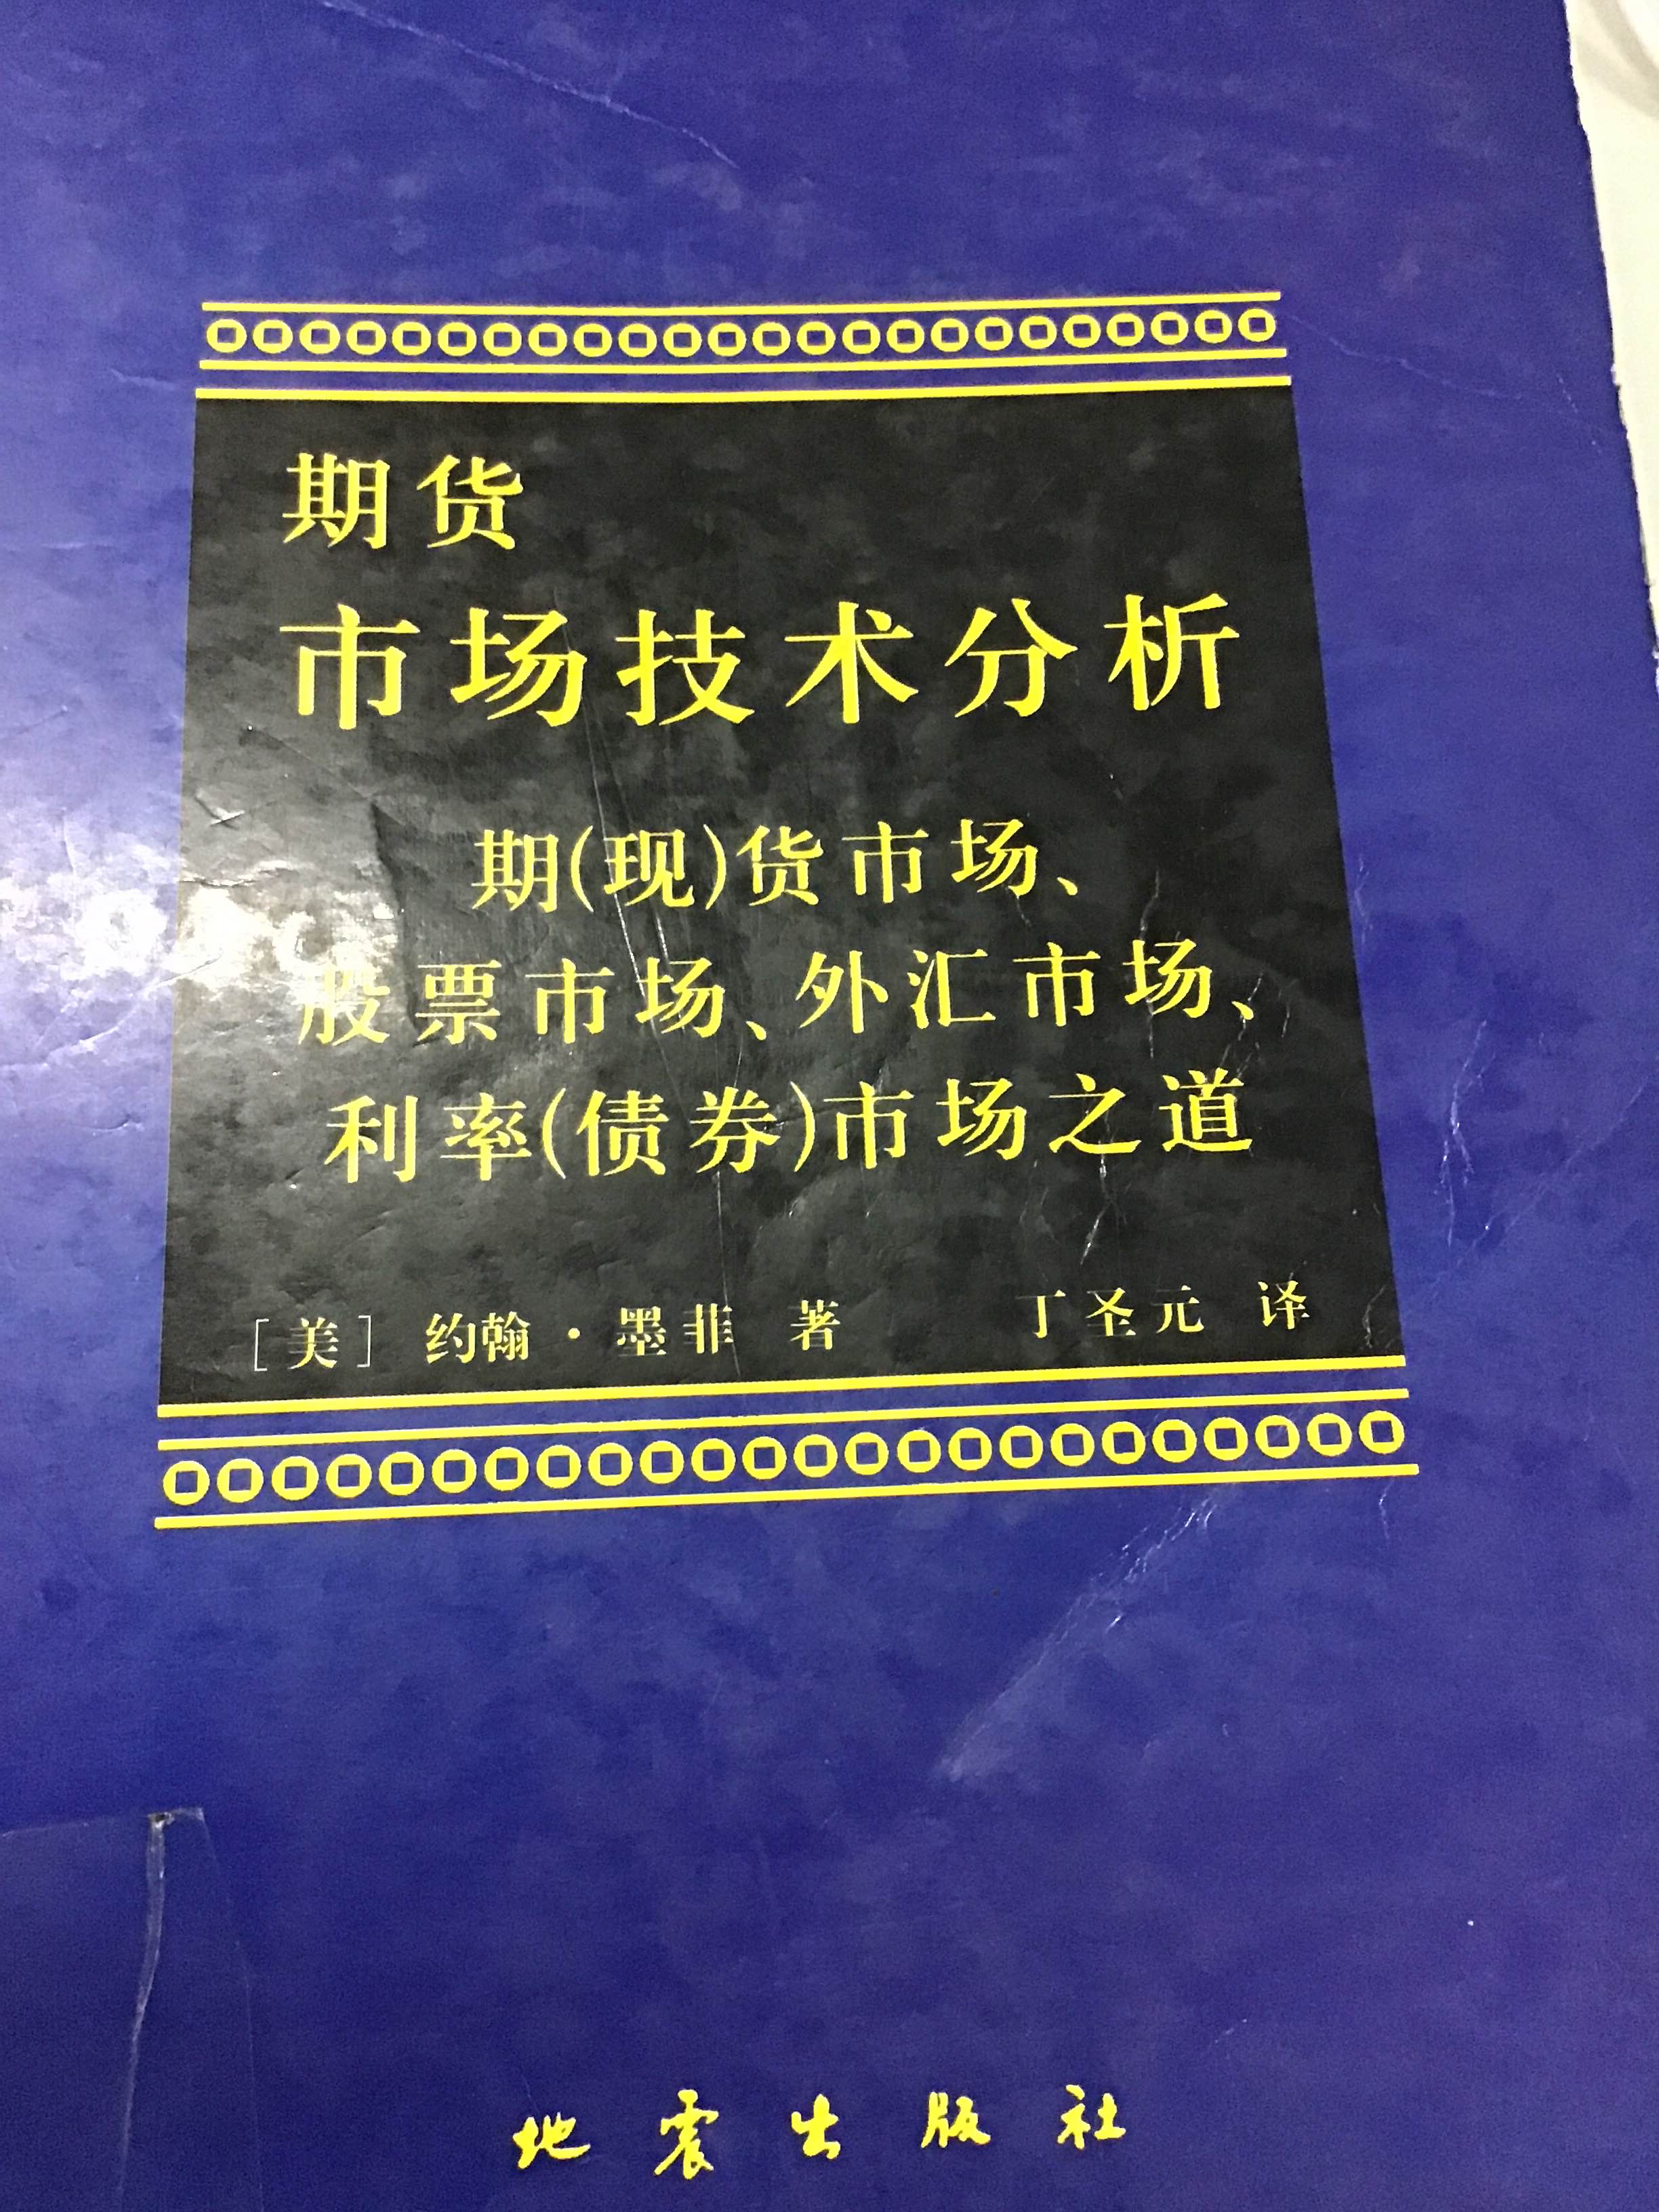 期货
市场技术分析
期(现)货市场、
股票市场、外汇市场、
利率(债券)市场之道
[美] 约翰·墨非 著 丁圣元 译
地震出版社